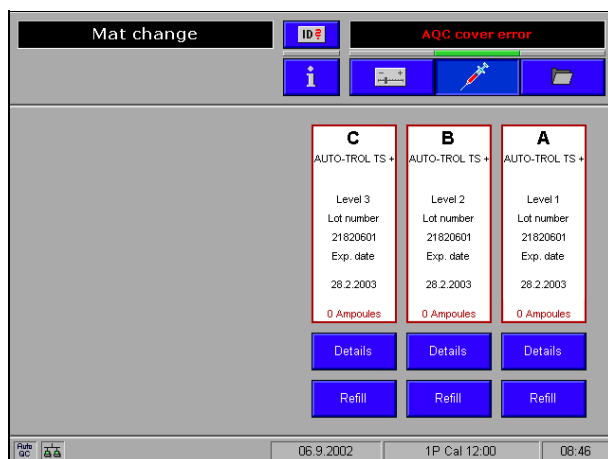 Mat change
ID?
AQC cover error
i
C
AUTO-TROL TS +
Level 3
Lot number
21820601
Exp. date
28.2.2003
0 Ampoules
Details
Refill
B
AUTO-TROL TS +
Level 2
Lot number
21820601
Exp. date
28.2.2003
0 Ampoules
Details
Refill
A
AUTO-TROL TS +
Level 1
Lot number
21820601
Exp. date
28.2.2003
0 Ampoules
Details
Refill
Auto
QC
06.9.2002
1P Cal 12:00
08:46